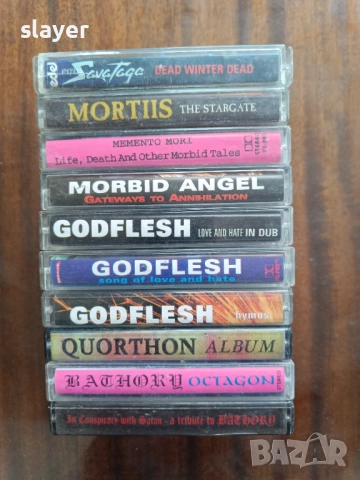 slayer
edel
Savatage DEAD WINTER DEAD
MORTIIS THE STARGATE
MEMENTO MORI
Life, Death And Other Morbid Tales
MORBID ANGEL
GATEWAYS TO ANNIHILATION
GODFLESH LOVE AND HATE IN DUB
GODFLESH
song of love and hate
GODFLESH hymns
QUORTHON ALBUM
BATHORY OCTAGON
In Conspiracy with Satan - a tribute to BATHORY
BAZAR
bg